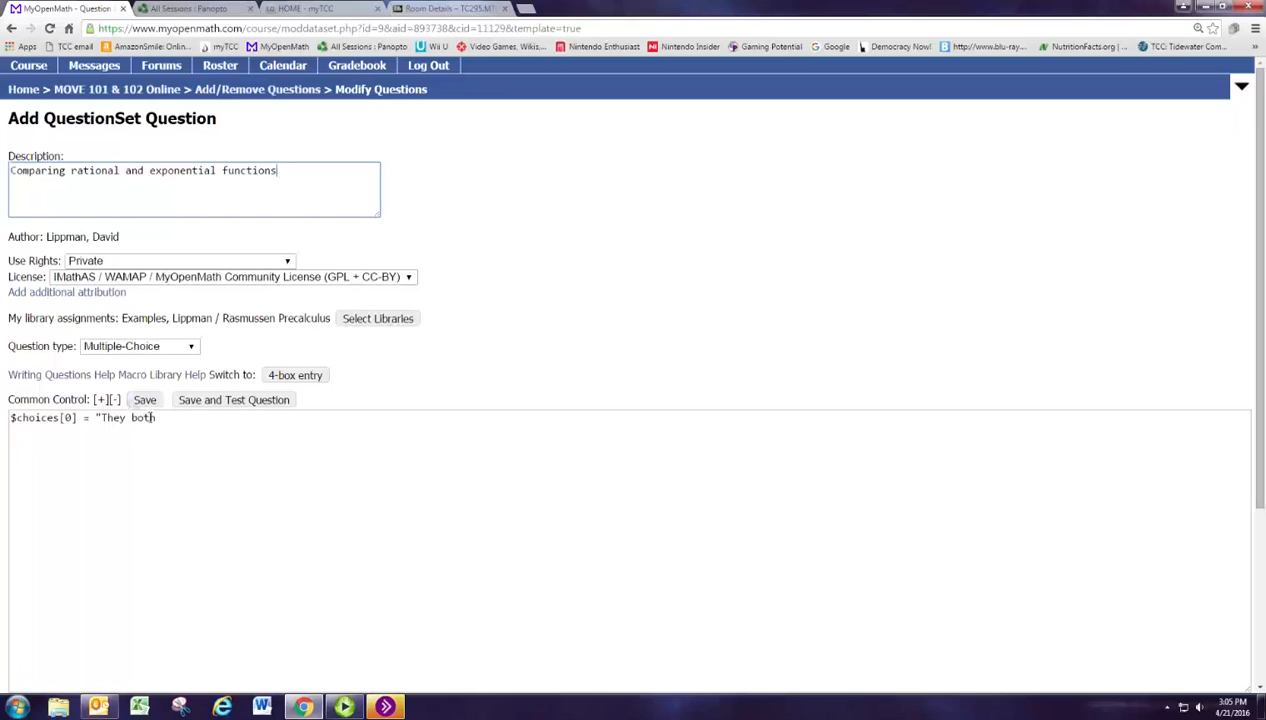 MyOpenMath - Question
All Sessions : Panopto
HOME - myTCC
Room Details – TC295.MT
https://www.myopenmath.com/course/moddataset.php?id=9&aid=893738&cid=11129&template=true
Apps TCC email AmazonSmile: Onlin... myTCC MyOpenMath All Sessions : Panopto Wii U Video Games, Wikis... Nintendo Enthusiast Nintendo Insider Gaming Potential Google Democracy Now! http://www.blu-ray... NutritionFacts.org | ... TCC: Tidewater Com...
Course Messages Forums Roster Calendar Gradebook Log Out
Home > MOVE 101 & 102 Online > Add/Remove Questions > Modify Questions
Add QuestionSet Question
Description:
Comparing rational and exponential functions
Author: Lippman, David
Use Rights: Private
License: IMathAS / WAMAP / MyOpenMath Community License (GPL + CC-BY)
Add additional attribution
My library assignments: Examples, Lippman / Rasmussen Precalculus Select Libraries
Question type: Multiple-Choice
Writing Questions Help Macro Library Help Switch to: 4-box entry
Common Control: [+][-] Save Save and Test Question
$choices[0] = "They both
3:05 PM
4/21/2016